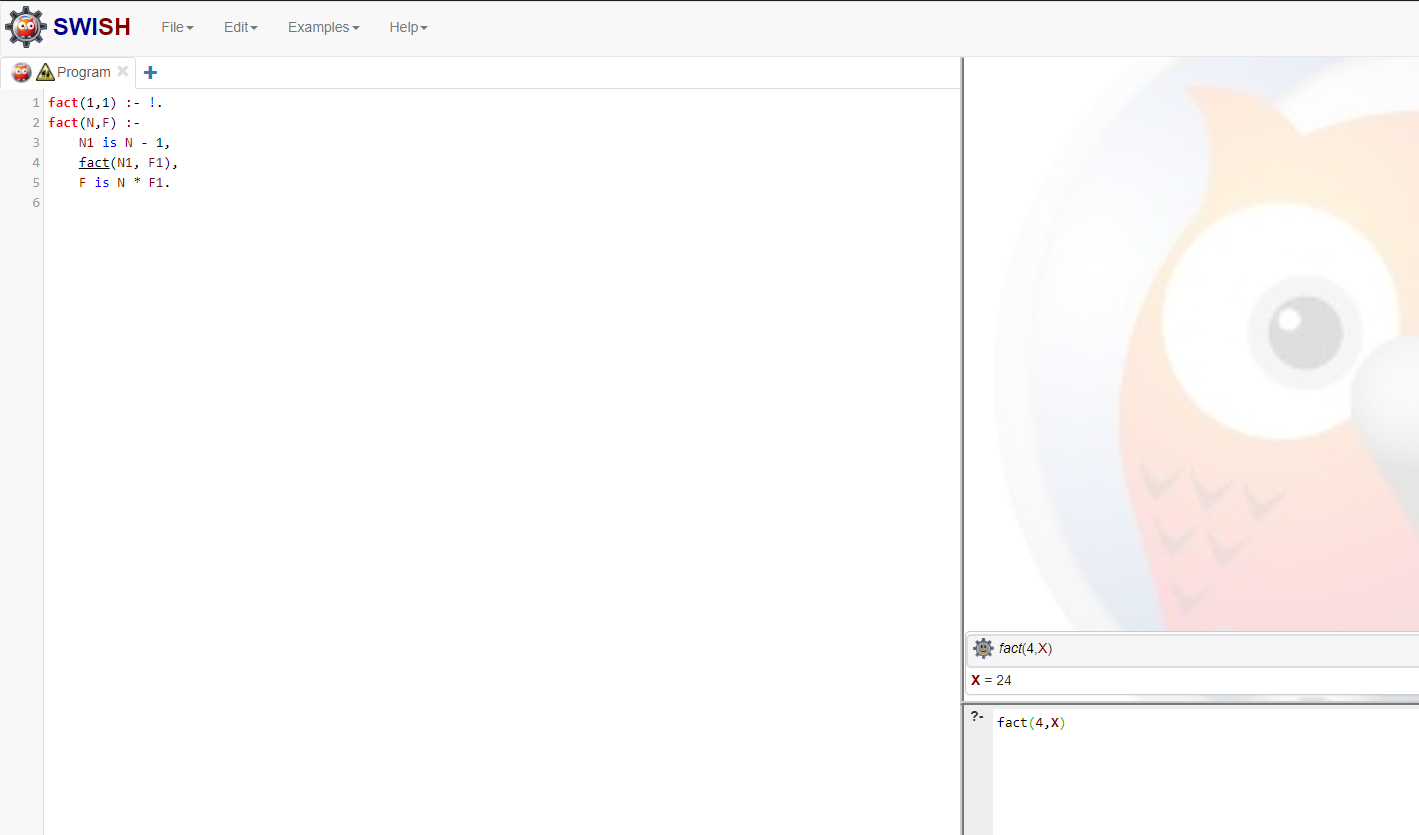 SWISH File Edit Examples Help
Program
1 fact(1,1) :- !.
2 fact(N,F) :-
3     N1 is N - 1,
4     fact(N1, F1),
5     F is N * F1.
6
fact(4,X)
X = 24
?- fact(4,X)